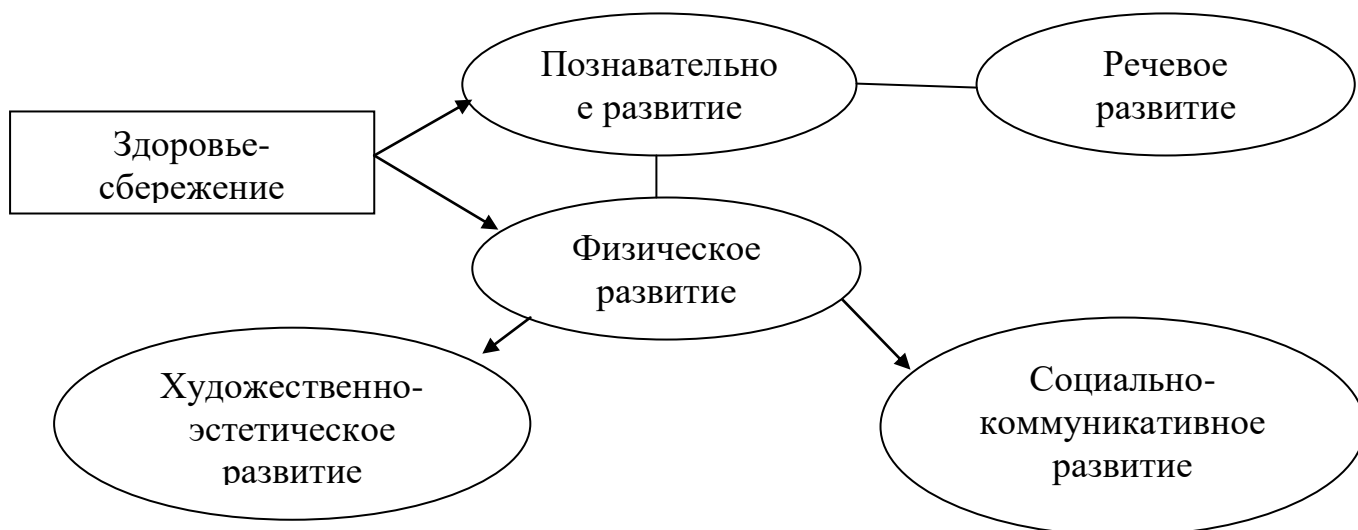 Познавательно
е развитие
Речевое
развитие
Здоровье-
сбережение
Физическое
развитие
Художественно-
эстетическое
развитие
Социально-
коммуникативное
развитие